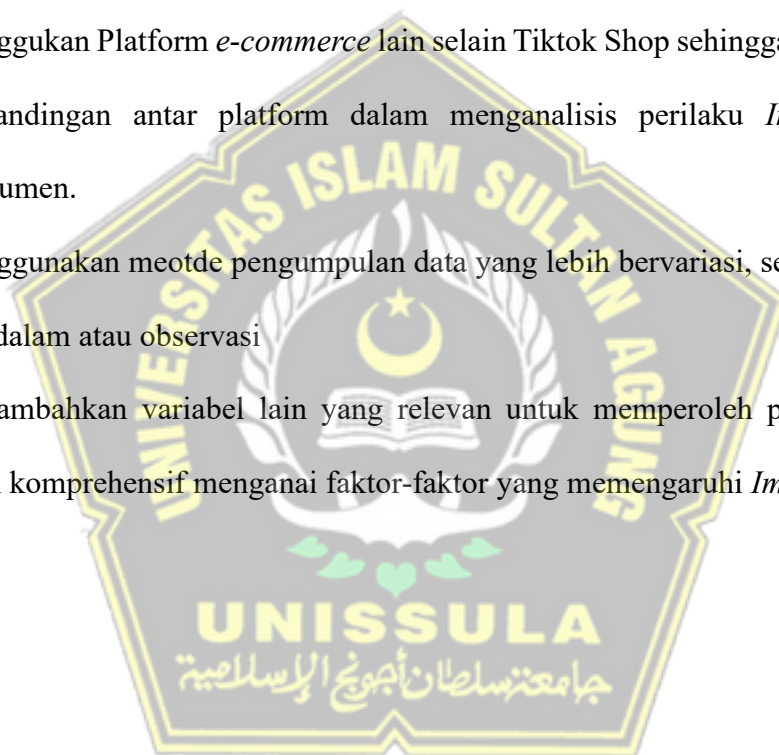 ggukan Platform e-commerce lain selain Tiktok Shop sehingga
andingan antar platform dalam menganalisis perilaku
umen.
ggunakan meotde pengumpulan data yang lebih bervariasi, se
dalam atau observasi
ambahkan variabel lain yang relevan untuk memperoleh p
komprehensif menganai faktor-faktor yang memengaruhi Im
UNIVERSITAS ISLAM SULTAN AGUNG
UNISSULA
جامعة سلطان أجونج الإسلامية